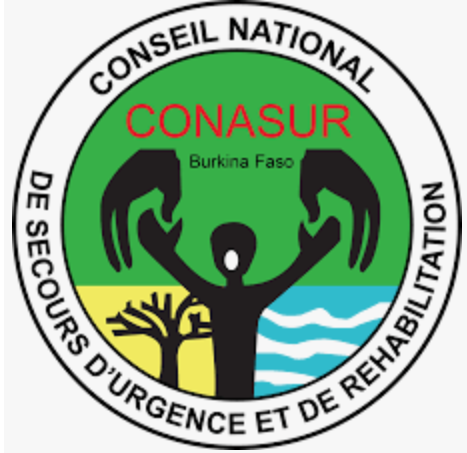 CONSEIL NATIONAL
CONASUR
Burkina Faso
DE SECOURS D'URGENCE ET DE REHABILITATION